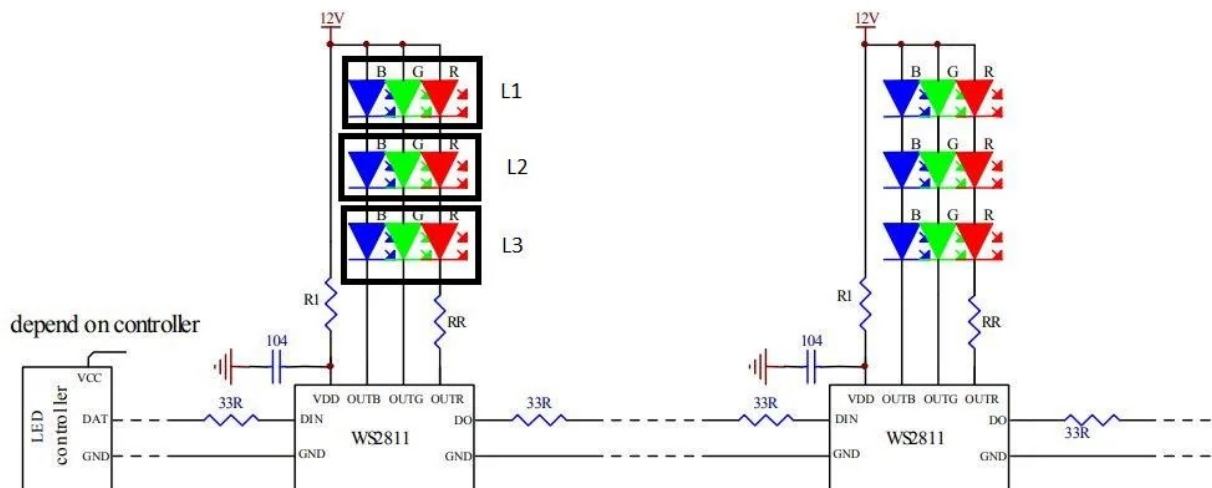 12V
12V
B G R
L1
B G R
B G R
L2
B G R
B G R
L3
B G R
R1
RR
R1
RR
depend on controller
104
104
VCC
VDD OUTB OUTG OUTR
VDD OUTB OUTG OUTR
LED controller
DAT
33R
DIN
DO
33R
33R
DIN
DO
33R
WS2811
WS2811
GND
GND
GND
GND
GND